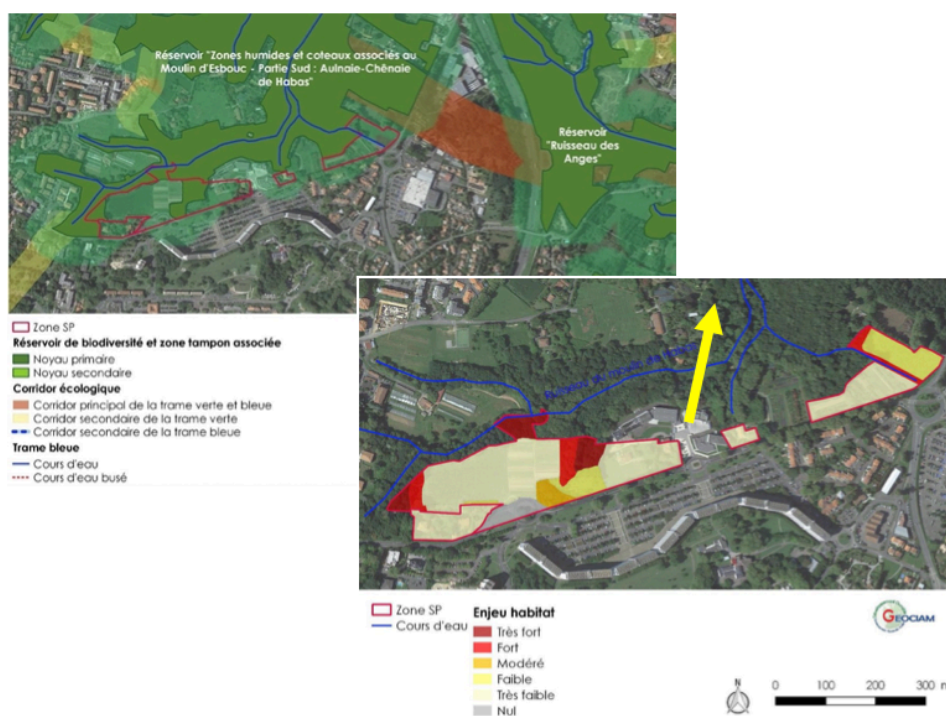 Réservoir "Zones humides et coteaux associés au
Moulin d'Esbouc - Partie Sud : Aulnaie-Chênaie
de Habas"
Réservoir
"Ruisseau des
Anges"
Zone SP
Réservoir de biodiversité et zone tampon associée
Noyau primaire
Noyau secondaire
Corridor écologique
Corridor principal de la trame verte et bleue
Corridor secondaire de la trame verte
Corridor secondaire de la trame bleue
Trame bleue
Cours d'eau
Cours d'eau busé
Zone SP
Cours d'eau
Enjeu habitat
Très fort
Fort
Modéré
Faible
Très faible
Nul
GEOCIAM
N
0 100 200 300 m